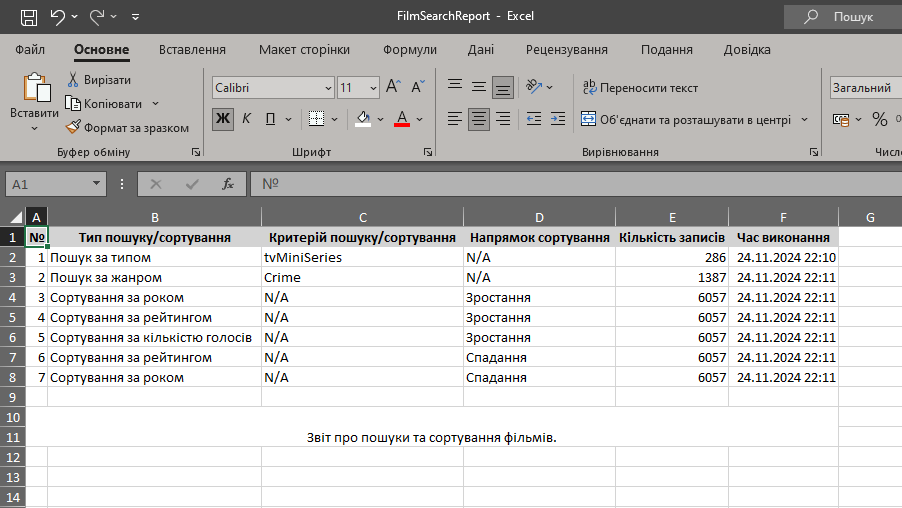 FilmSearchReport - Excel
Пошук
Файл Основне Вставлення Макет сторінки Формули Дані Рецензування Подання Довідка
Вставити
Вирізати
Копіювати
Формат за зразком
Буфер обміну
Calibri 11
Ж К П А
Шрифт
ab Переносити текст
Об'єднати та розташувати в центрі
Вирівнювання
Загальний
%
Числ
A1 fx №
A B C D E F G
1 № Тип пошуку/сортування Критерій пошуку/сортування Напрямок сортування Кількість записів Час виконання
2 1 Пошук за типом tvMiniSeries N/A 286 24.11.2024 22:10
3 2 Пошук за жанром Crime N/A 1387 24.11.2024 22:11
4 3 Сортування за роком N/A Зростання 6057 24.11.2024 22:11
5 4 Сортування за рейтингом N/A Зростання 6057 24.11.2024 22:11
6 5 Сортування за кількістю голосів N/A Зростання 6057 24.11.2024 22:11
7 6 Сортування за рейтингом N/A Спадання 6057 24.11.2024 22:11
8 7 Сортування за роком N/A Спадання 6057 24.11.2024 22:11
9
10
11 Звіт про пошуки та сортування фільмів.
12
13
14